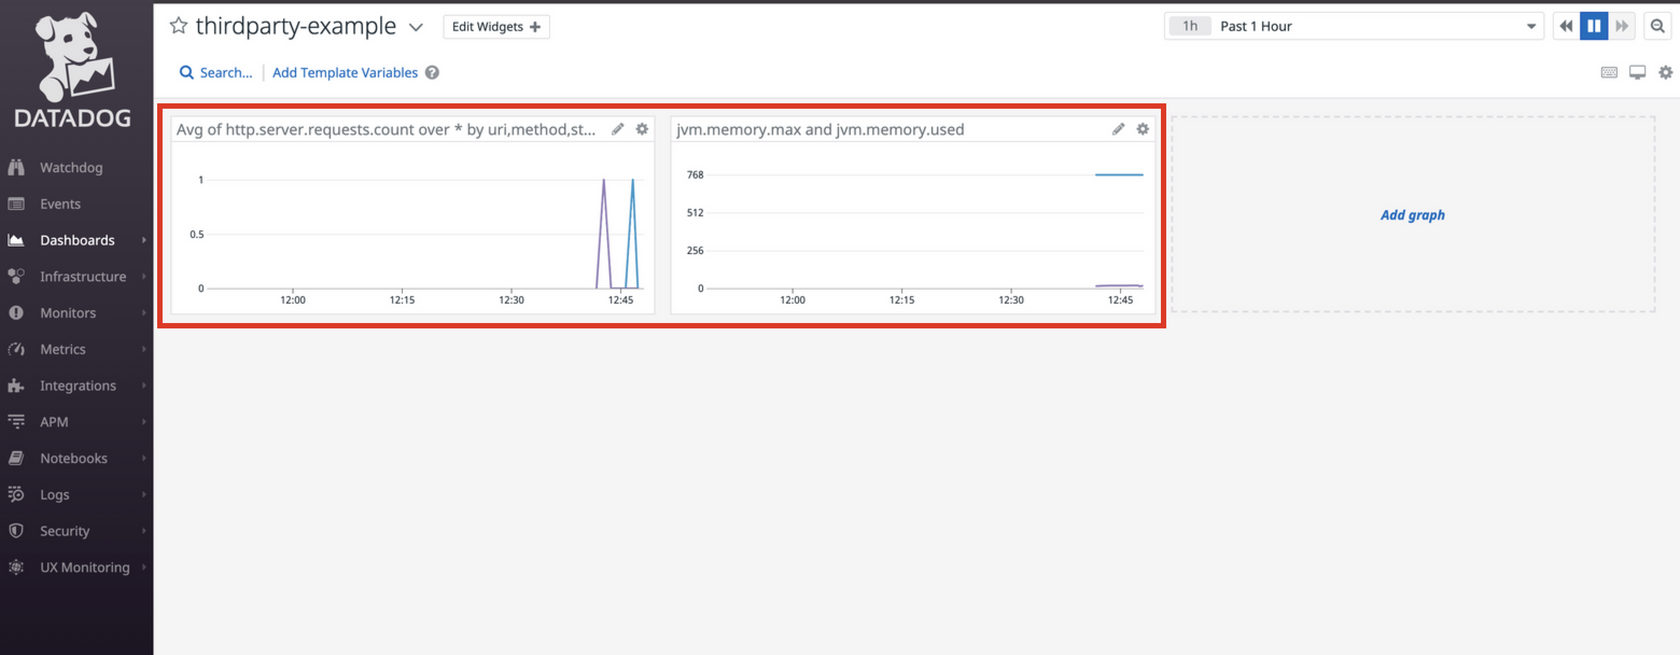 thirdparty-example
Edit Widgets +
1h Past 1 Hour
Search...
Add Template Variables ?
DATADOG
Watchdog
Events
Dashboards
Infrastructure
Monitors
Metrics
Integrations
APM
Notebooks
Logs
Security
UX Monitoring
Avg of http.server.requests.count over * by uri,method,st...
1
0.5
0
12:00 12:15 12:30 12:45
jvm.memory.max and jvm.memory.used
768
512
256
0
12:00 12:15 12:30 12:45
Add graph